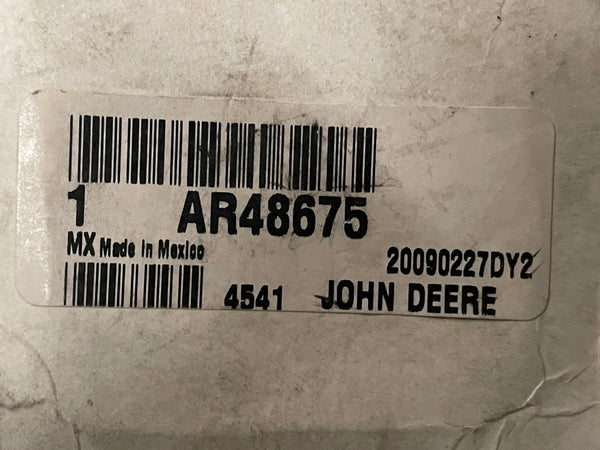 1 AR48675
MX Made in Mexico
20090227DY2
4541 JOHN DEERE